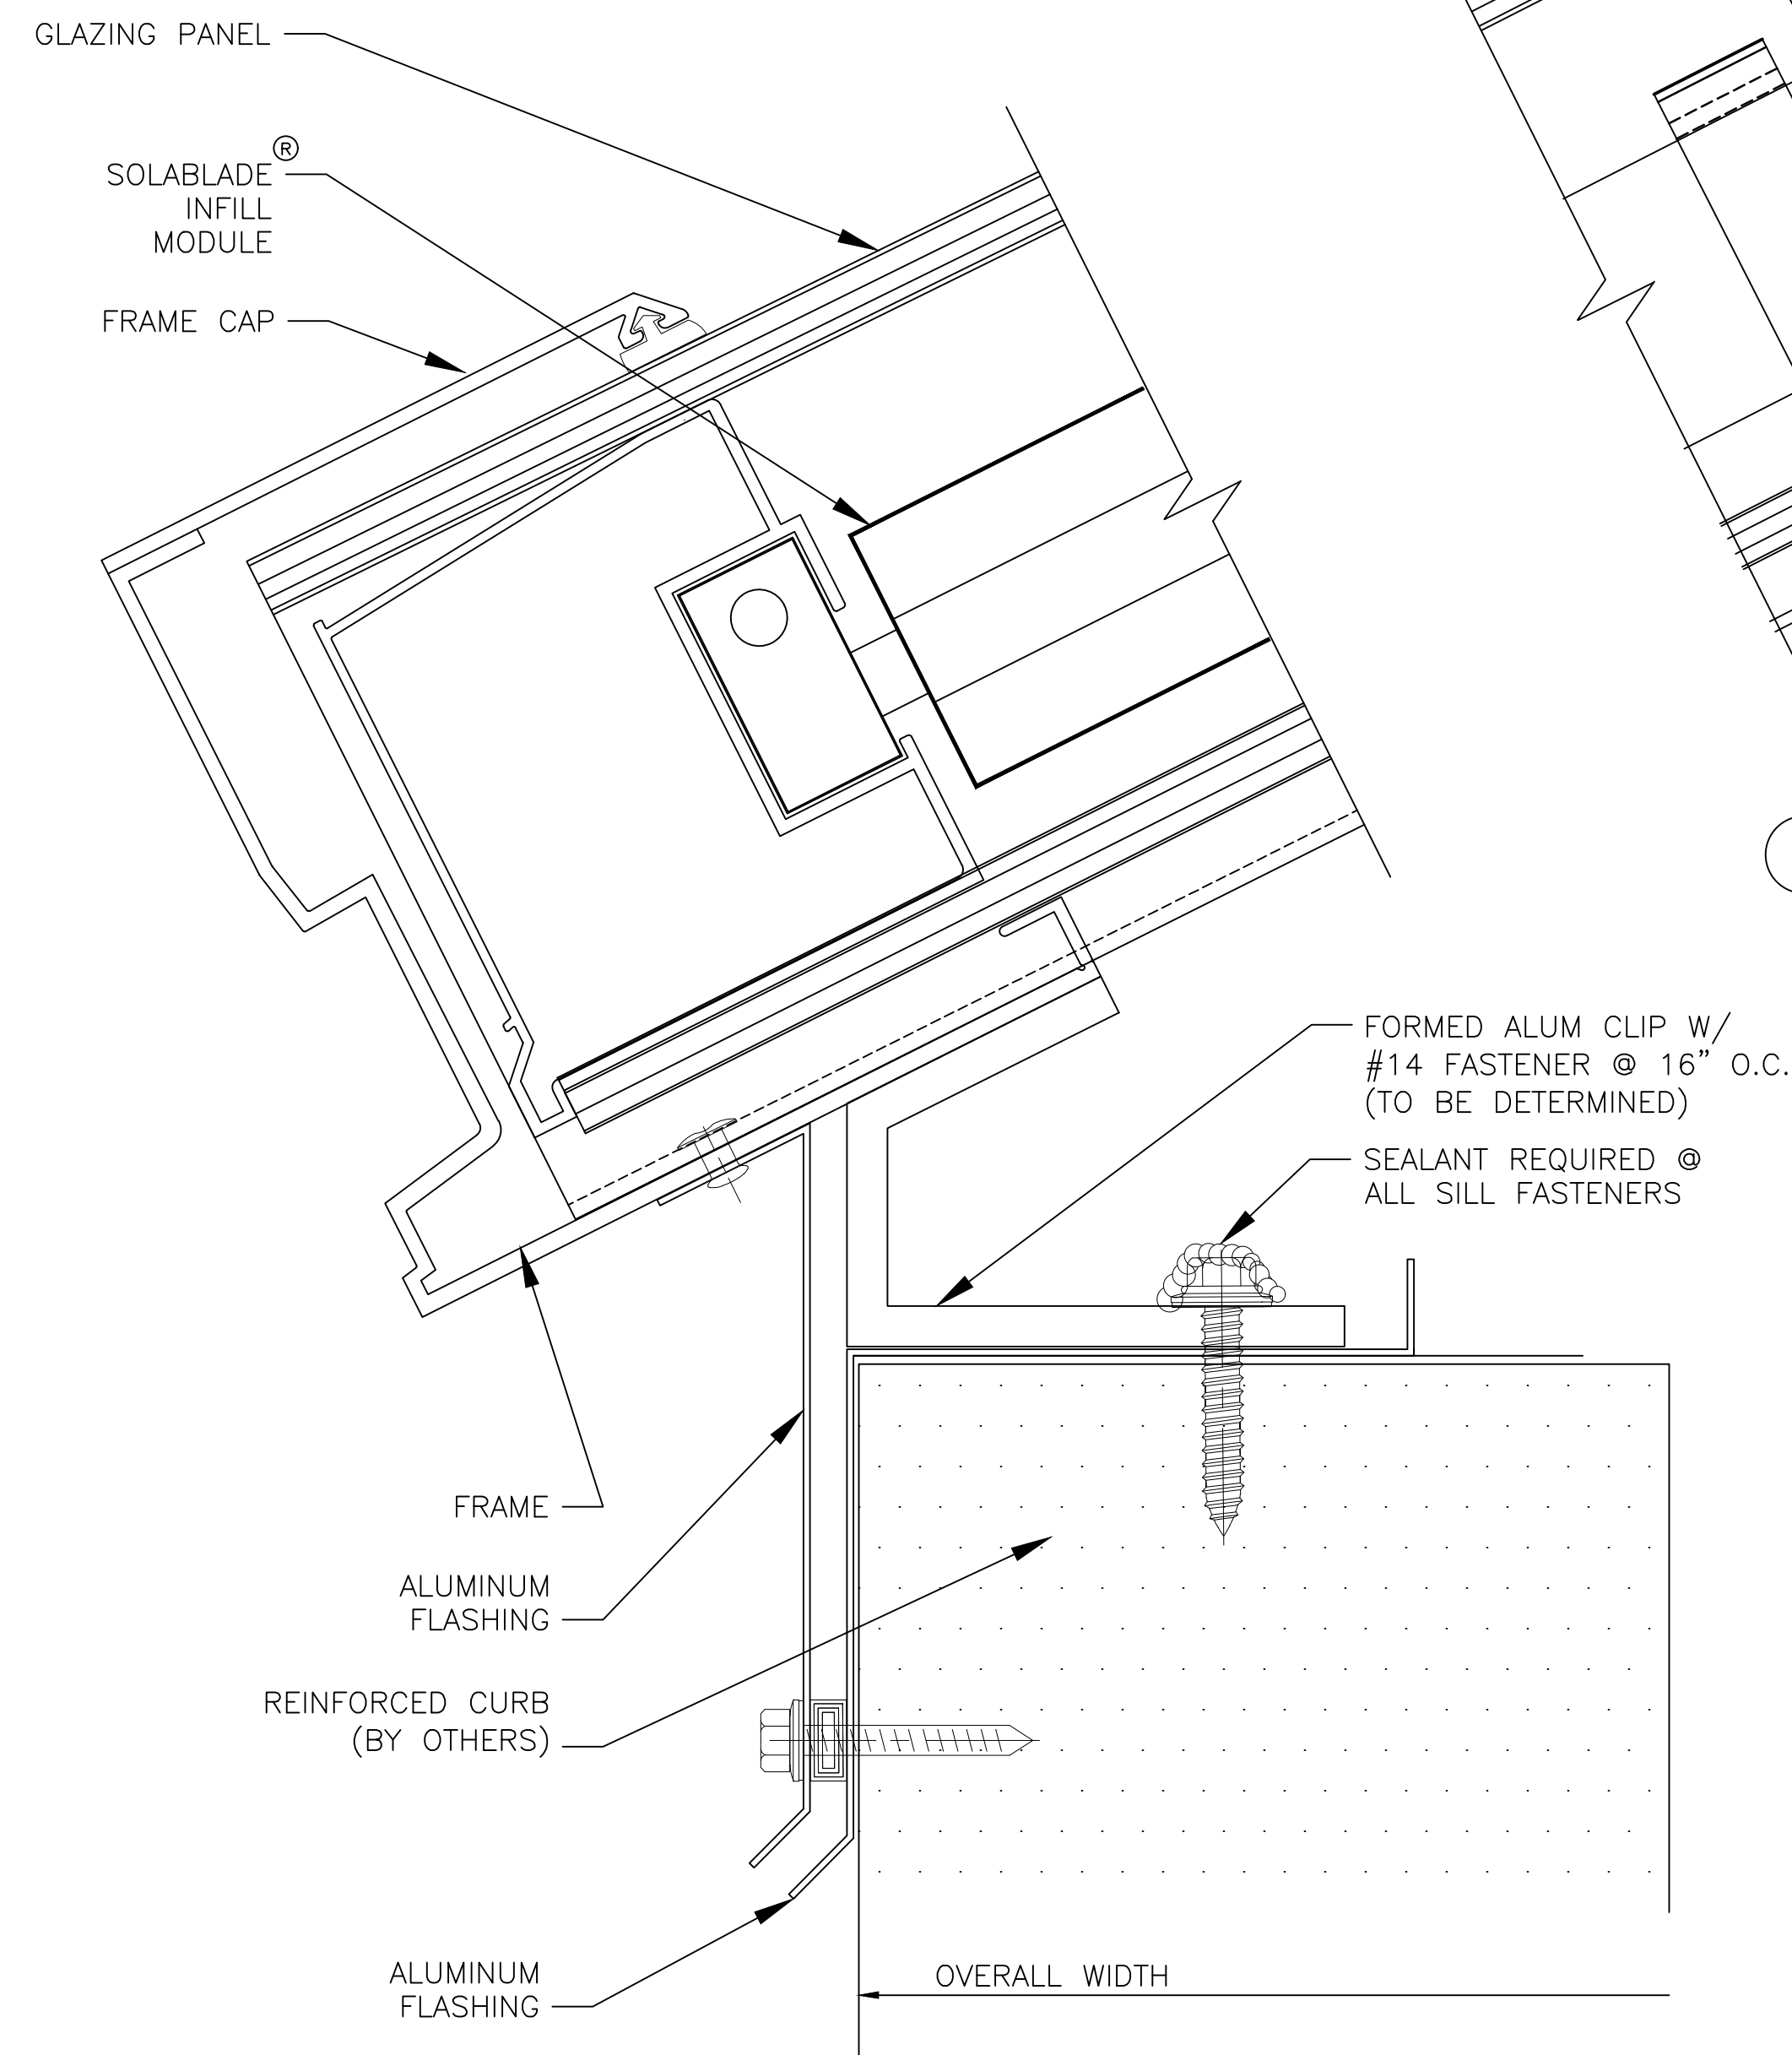 GLAZING PANEL
SOLABLADE®
INFILL
MODULE
FRAME CAP
FORMED ALUM CLIP W/
#14 FASTENER @ 16” O.C.
(TO BE DETERMINED)
SEALANT REQUIRED @
ALL SILL FASTENERS
FRAME
ALUMINUM
FLASHING
REINFORCED CURB
(BY OTHERS)
ALUMINUM
FLASHING
OVERALL WIDTH